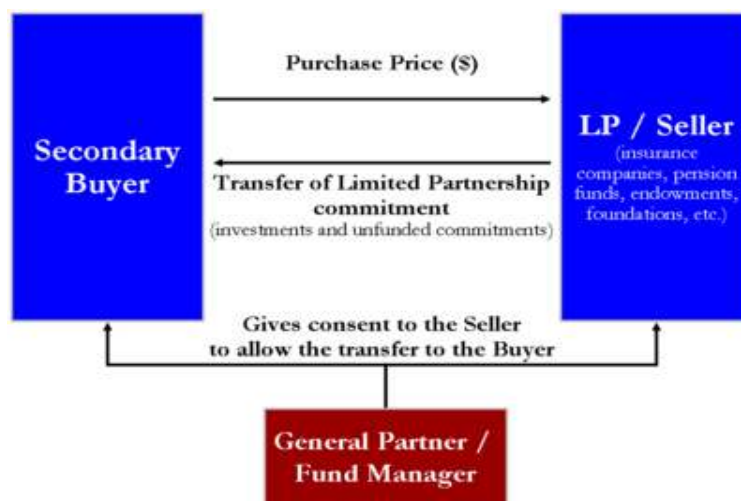 Purchase Price ($)
Secondary
Buyer
LP / Seller
(insurance
companies, pension
funds, endowments,
foundations, etc.)
Transfer of Limited Partnership
commitment
(investments and unfunded commitments)
Gives consent to the Seller
to allow the transfer to the Buyer
General Partner /
Fund Manager